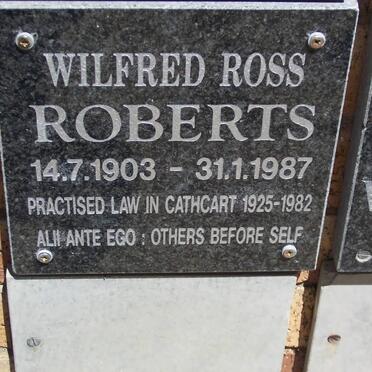 WILFRED ROSS
ROBERTS
14.7.1903 - 31.1.1987
PRACTISED LAW IN CATHCART 1925-1982
ALII ANTE EGO : OTHERS BEFORE SELF